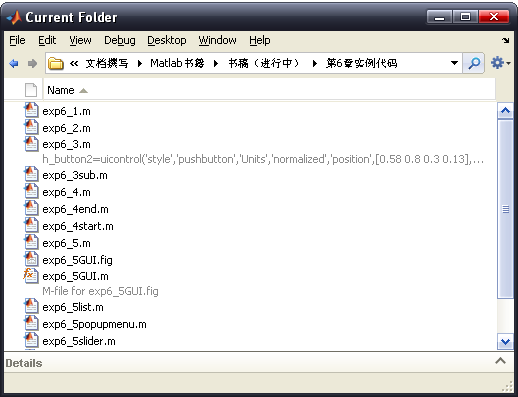 Current Folder
File Edit View Debug Desktop Window Help
« 文档撰写 Matlab书籍 书稿（进行中） 第6章实例代码
Name
exp6_1.m
exp6_2.m
exp6_3.m
h_button2=uicontrol('style','pushbutton','Units','normalized','position',[0.58 0.8 0.3 0.13],...
exp6_3sub.m
exp6_4.m
exp6_4end.m
exp6_4start.m
exp6_5.m
exp6_5GUI.fig
exp6_5GUI.m
M-file for exp6_5GUI.fig
exp6_5list.m
exp6_5popupmenu.m
exp6_5slider.m
Details